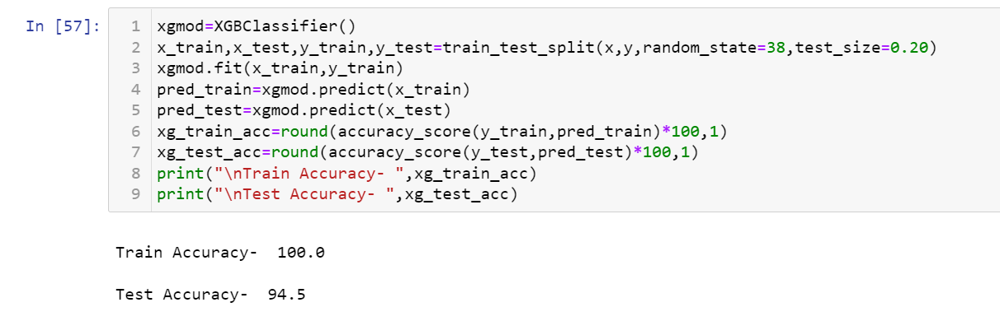 In [57]:
1 xgmod=XGBClassifier()
2 x_train,x_test,y_train,y_test=train_test_split(x,y,random_state=38,test_size=0.20)
3 xgmod.fit(x_train,y_train)
4 pred_train=xgmod.predict(x_train)
5 pred_test=xgmod.predict(x_test)
6 xg_train_acc=round(accuracy_score(y_train,pred_train)*100,1)
7 xg_test_acc=round(accuracy_score(y_test,pred_test)*100,1)
8 print("\nTrain Accuracy- ",xg_train_acc)
9 print("\nTest Accuracy- ",xg_test_acc)
Train Accuracy-  100.0
Test Accuracy-  94.5